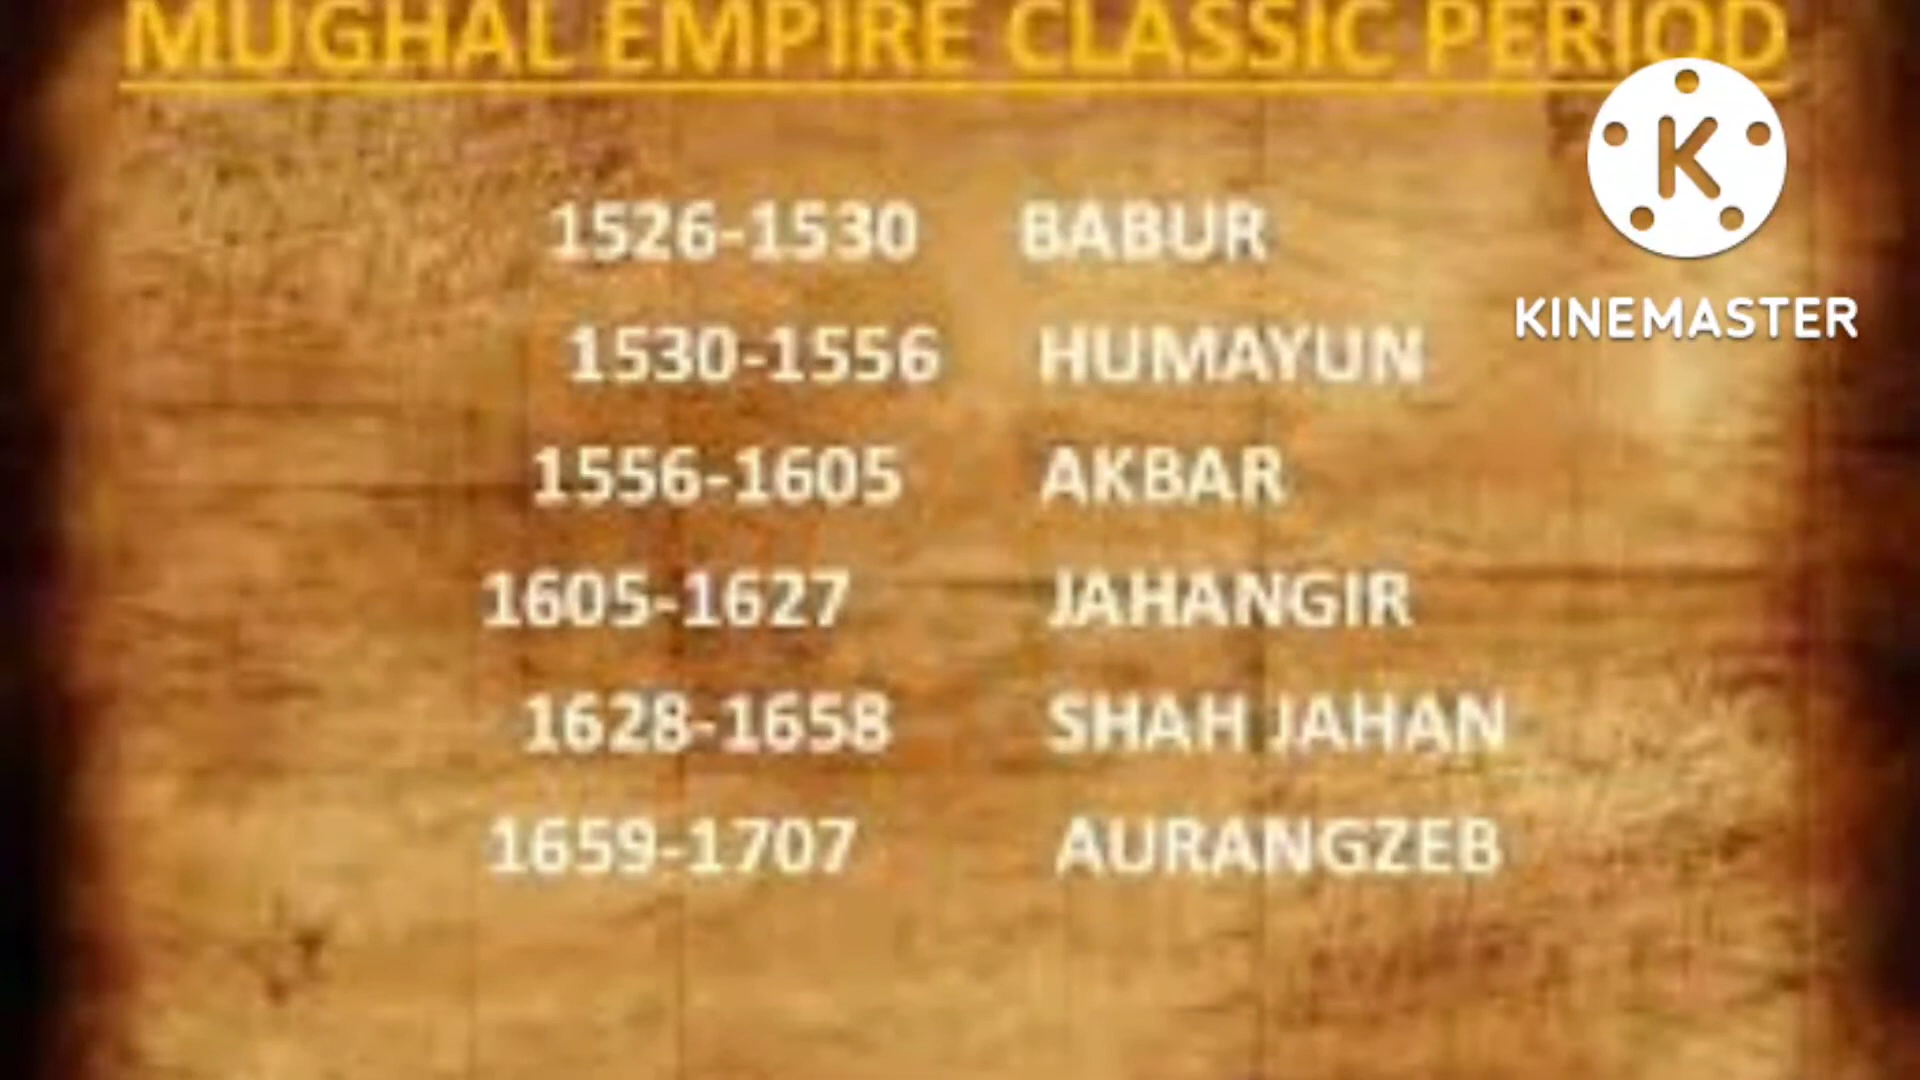 MUGHAL EMPIRE CLASSIC PERIOD
1526-1530 BABUR
1530-1556 HUMAYUN
1556-1605 AKBAR
1605-1627 JAHANGIR
1628-1658 SHAH JAHAN
1659-1707 AURANGZEB
K
KINEMASTER